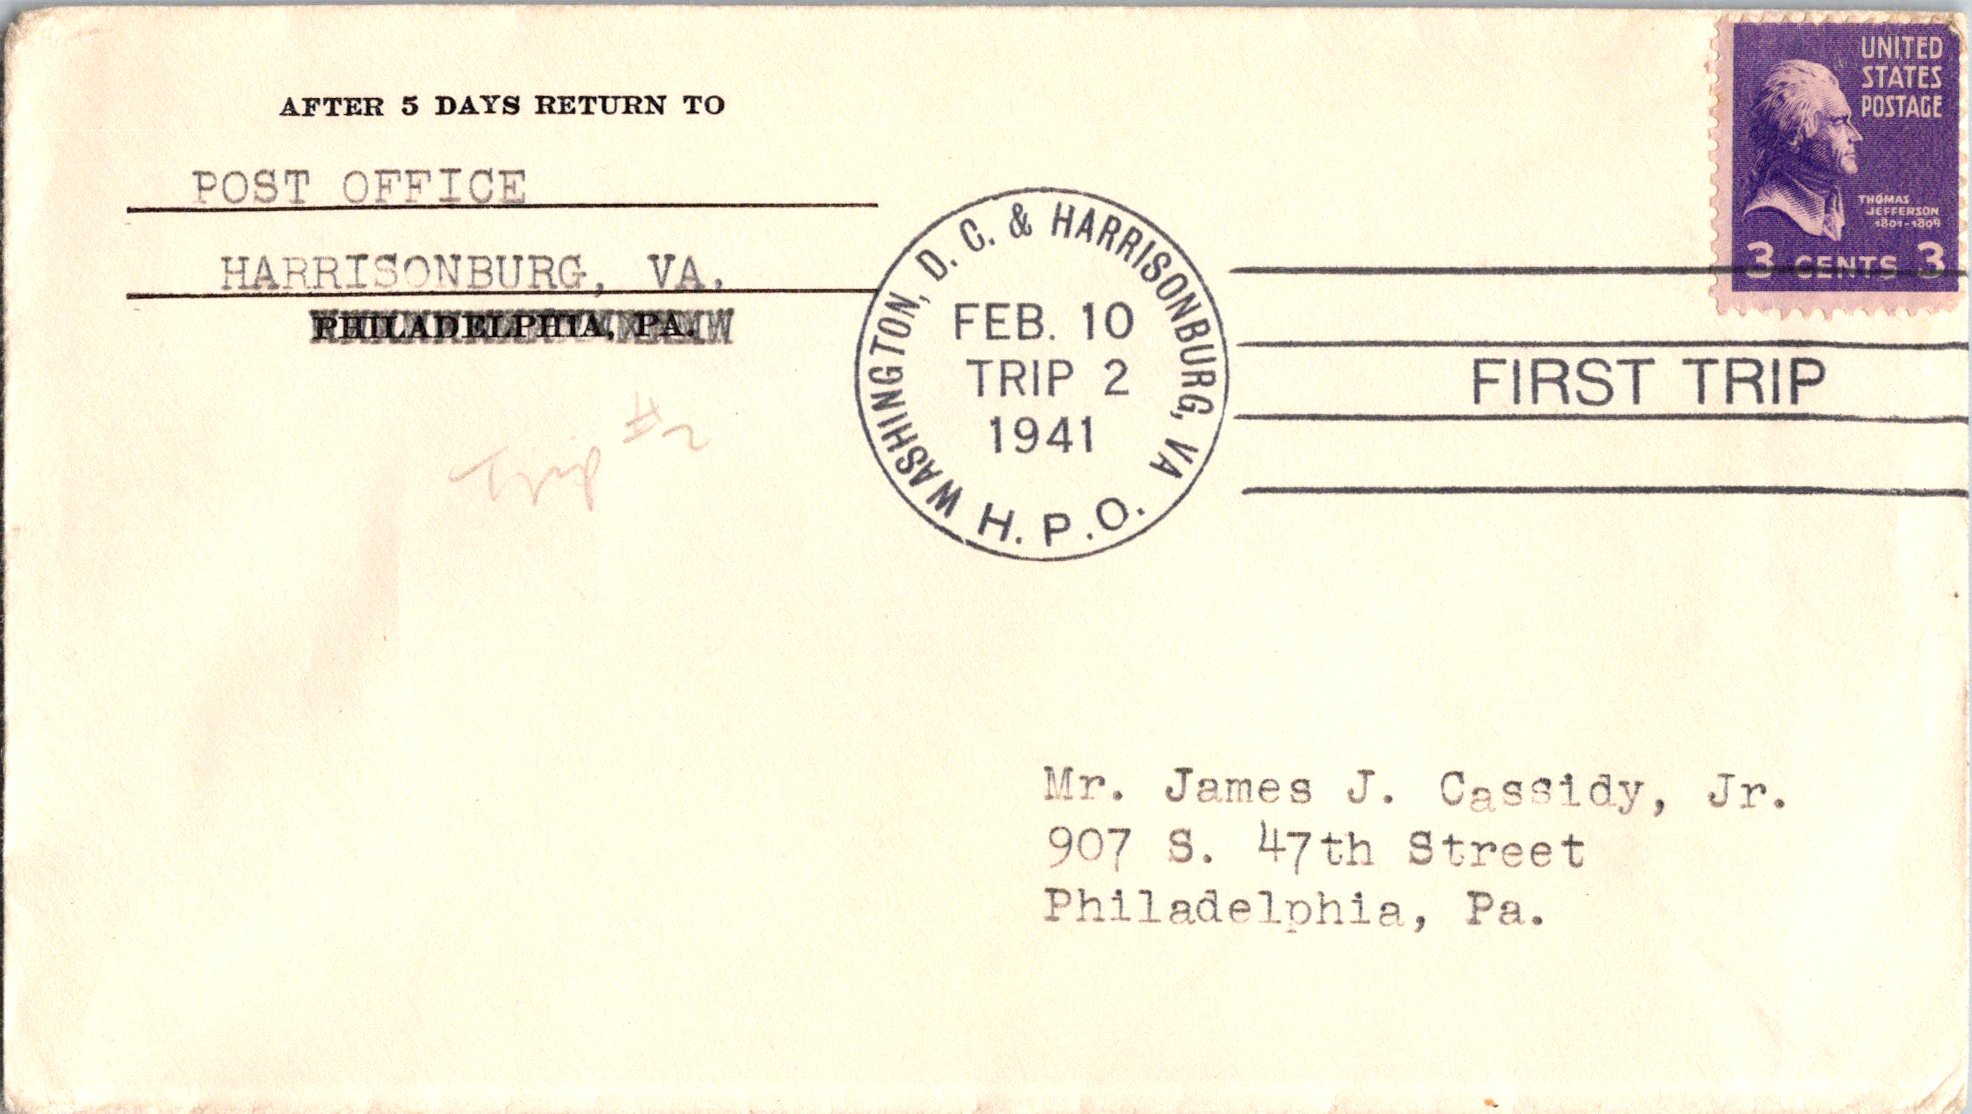 AFTER 5 DAYS RETURN TO
POST OFFICE
HARRISONBURG, VA.
PHILADELPHIA, PA.
Trip #2
WASHINGTON, D. C. & HARRISONBURG, VA
FEB. 10
TRIP 2
1941
H. P. O.
FIRST TRIP
UNITED
STATES
POSTAGE
THOMAS
JEFFERSON
1801-1809
3 CENTS 3
Mr. James J. Cassidy, Jr.
907 S. 47th Street
Philadelphia, Pa.